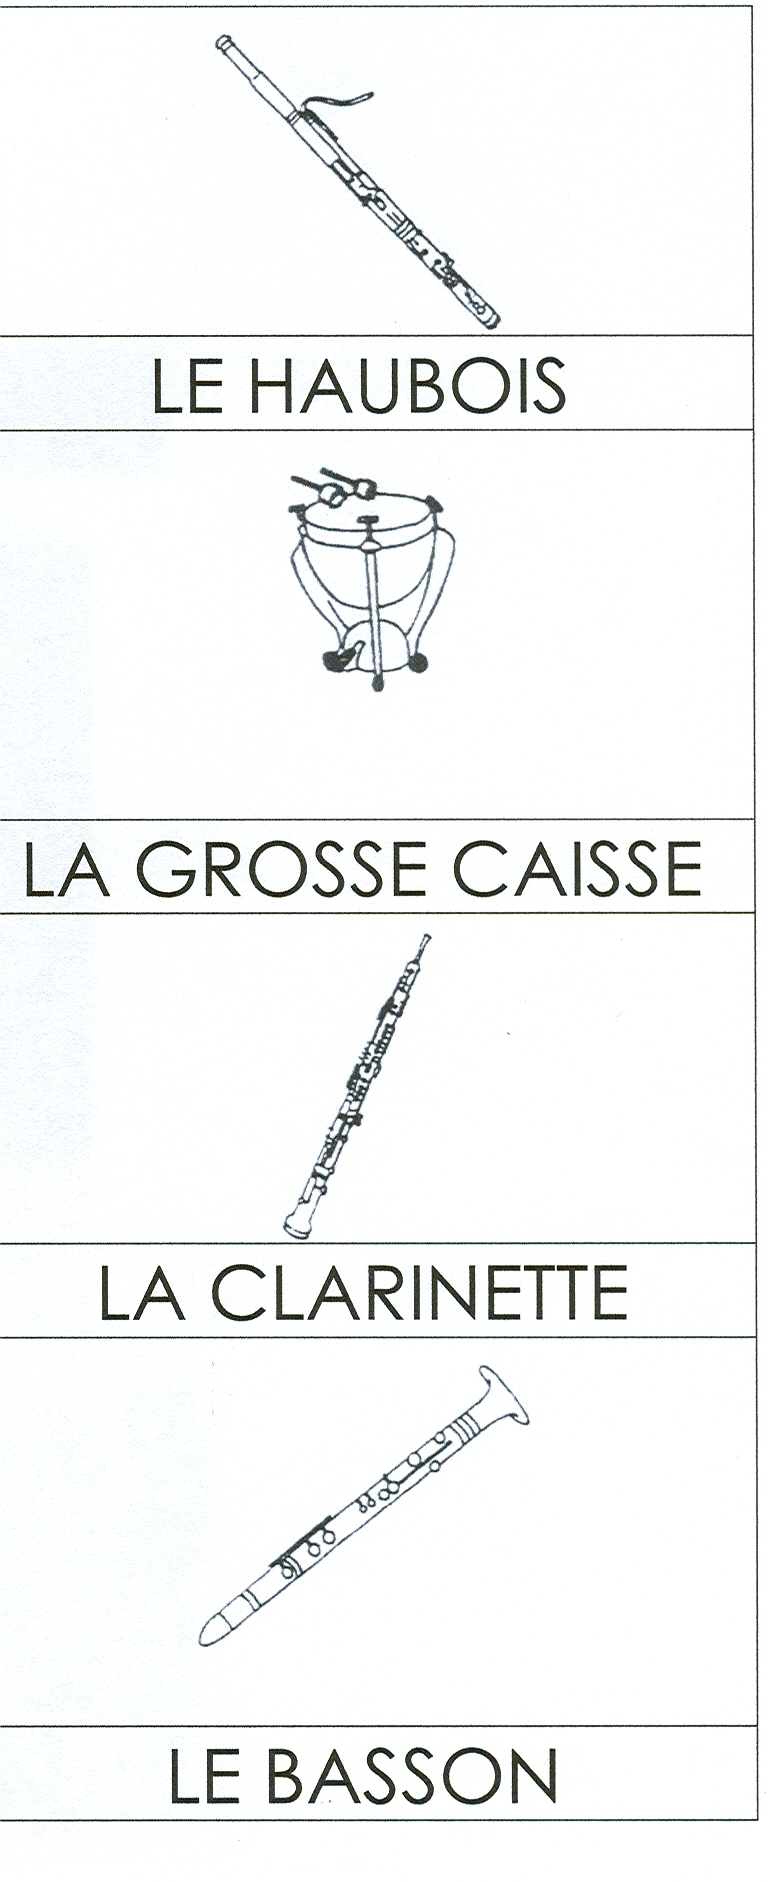 LE HAUBOIS
LA GROSSE CAISSE
LA CLARINETTE
LE BASSON